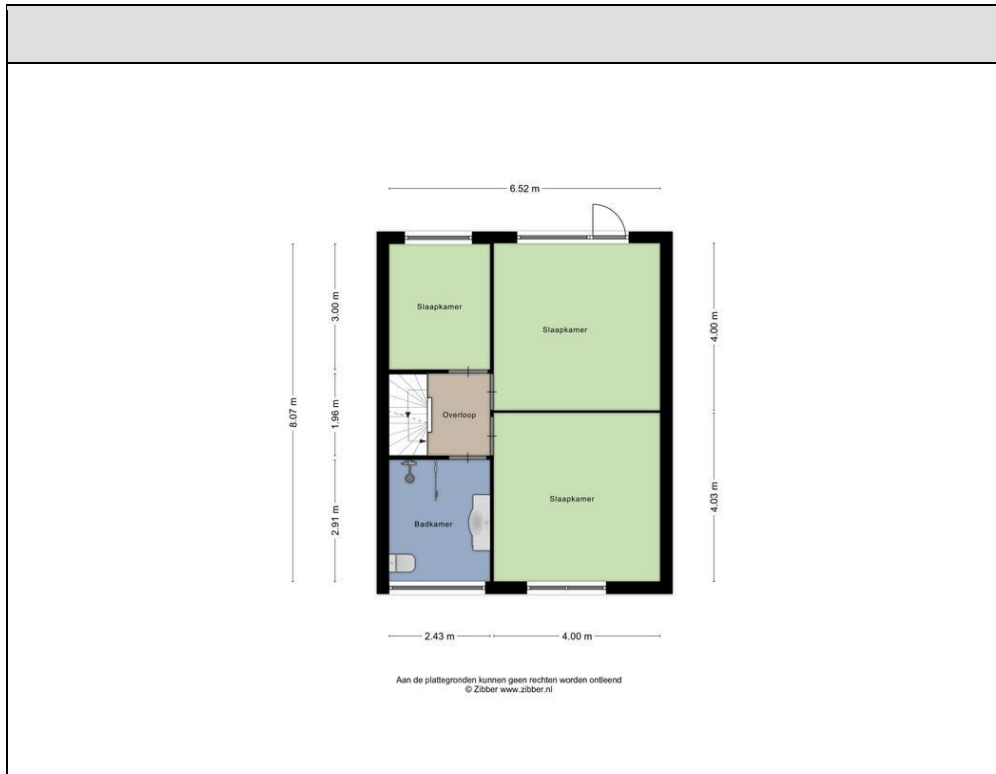 6.52 m
Slaapkamer
Slaapkamer
3.00 m
4.00 m
8.07 m
1.96 m
Overloop
Slaapkamer
4.03 m
2.91 m
Badkamer
2.43 m
4.00 m
Aan de plattegronden kunnen geen rechten worden ontleend
© Zibber www.zibber.nl